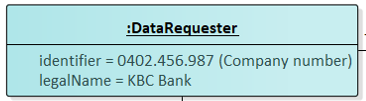 :DataRequester
identifier = 0402.456.987 (Company number)
legalName = KBC Bank